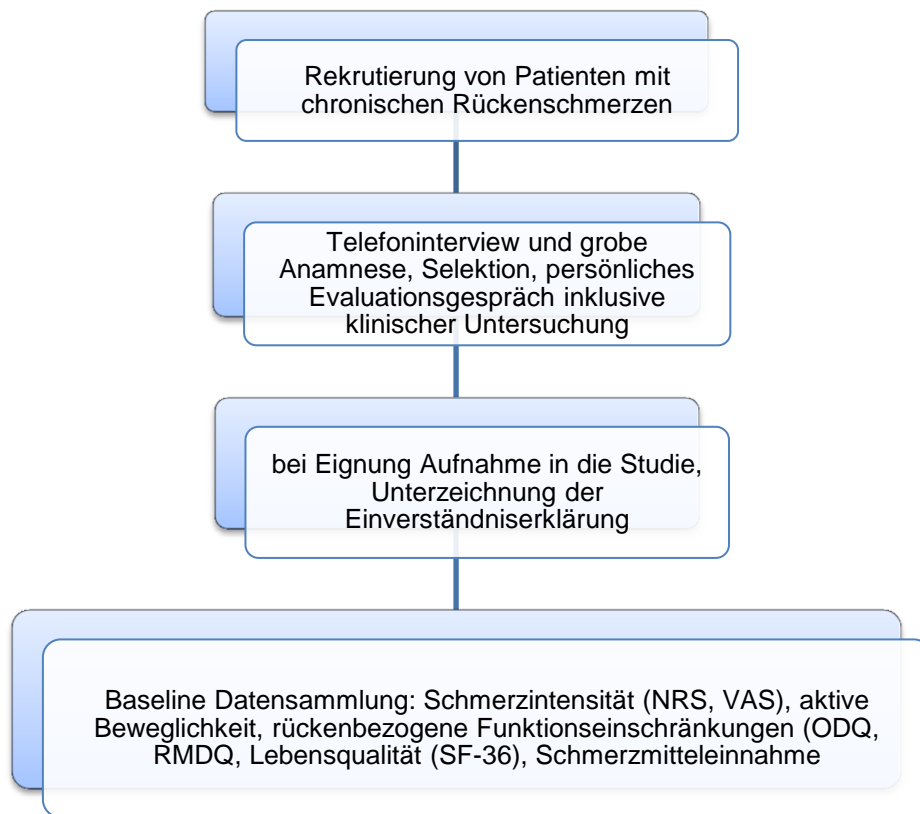 Rekrutierung von Patienten mit
chronischen Rückenschmerzen
Telefoninterview und grobe
Anamnese, Selektion, persönliches
Evaluationsgespräch inklusive
klinischer Untersuchung
bei Eignung Aufnahme in die Studie,
Unterzeichnung der
Einverständniserklärung
Baseline Datensammlung: Schmerzintensität (NRS, VAS), aktive
Beweglichkeit, rückenbezogene Funktionseinschränkungen (ODQ,
RMDQ, Lebensqualität (SF-36), Schmerzmitteleinnahme